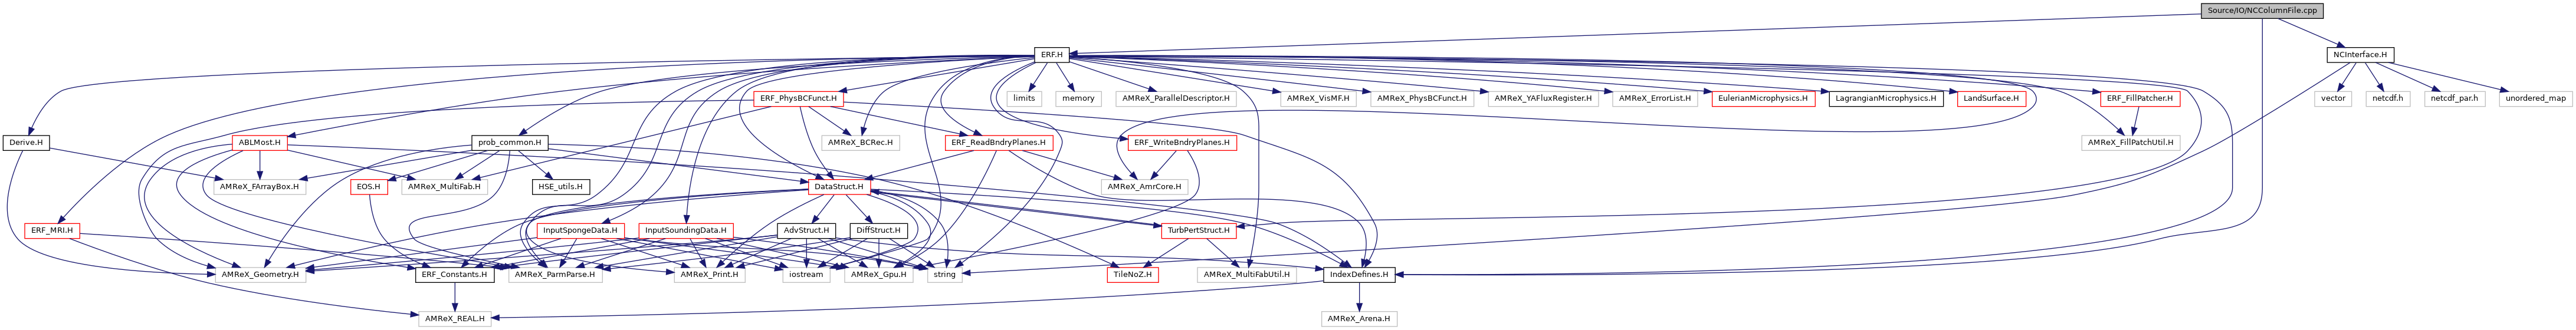 Source/IO/NCColumnFile.cpp
ERF.H
NCInterface.H
ERF_PhysBCFunct.H
limits
memory
AMReX_ParallelDescriptor.H
AMReX_VisMF.H
AMReX_PhysBCFunct.H
AMReX_YAFluxRegister.H
AMReX_ErrorList.H
EulerianMicrophysics.H
LagrangianMicrophysics.H
LandSurface.H
ERF_FillPatcher.H
vector
netcdf.h
netcdf_par.h
unordered_map
Derive.H
ABLMost.H
prob_common.H
AMReX_BCRec.H
ERF_ReadBndryPlanes.H
ERF_WriteBndryPlanes.H
AMReX_FillPatchUtil.H
AMReX_FArrayBox.H
EOS.H
AMReX_MultiFab.H
HSE_utils.H
DataStruct.H
AMReX_AmrCore.H
ERF_MRI.H
InputSpongeData.H
InputSoundingData.H
AdvStruct.H
DiffStruct.H
TurbPertStruct.H
AMReX_Geometry.H
ERF_Constants.H
AMReX_ParmParse.H
AMReX_Print.H
iostream
AMReX_Gpu.H
string
TileNoZ.H
AMReX_MultiFabUtil.H
IndexDefines.H
AMReX_REAL.H
AMReX_Arena.H